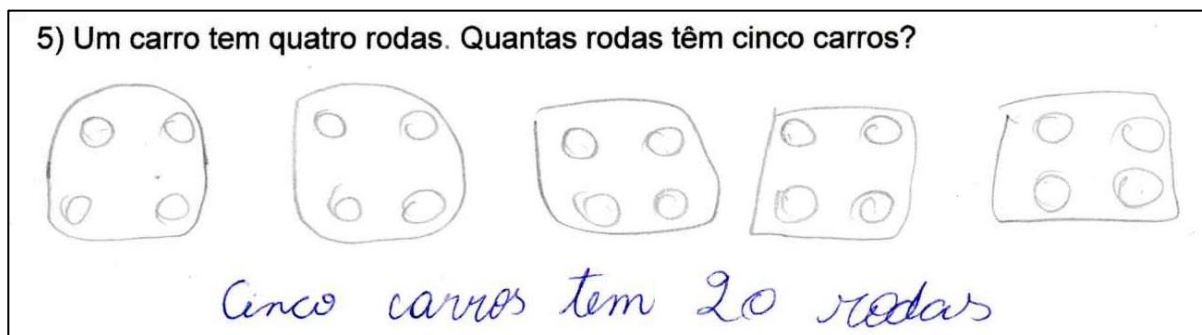 5) Um carro tem quatro rodas. Quantas rodas têm cinco carros?
Cinco carros tem 20 rodas